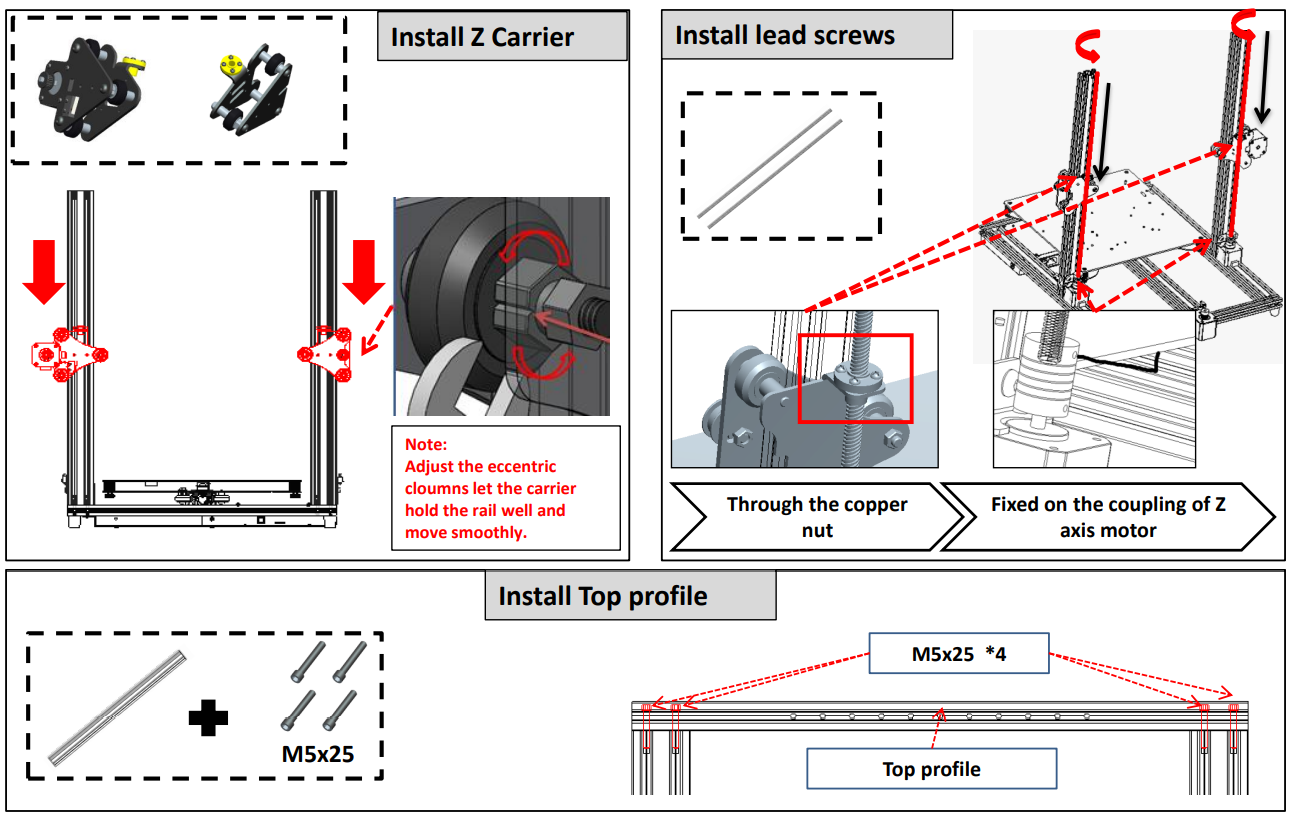 Install Z Carrier
Note:
Adjust the eccentric
cloumns let the carrier
hold the rail well and
move smoothly.
Install lead screws
Through the copper
nut
Fixed on the coupling of Z
axis motor
Install Top profile
M5x25
M5x25 *4
Top profile